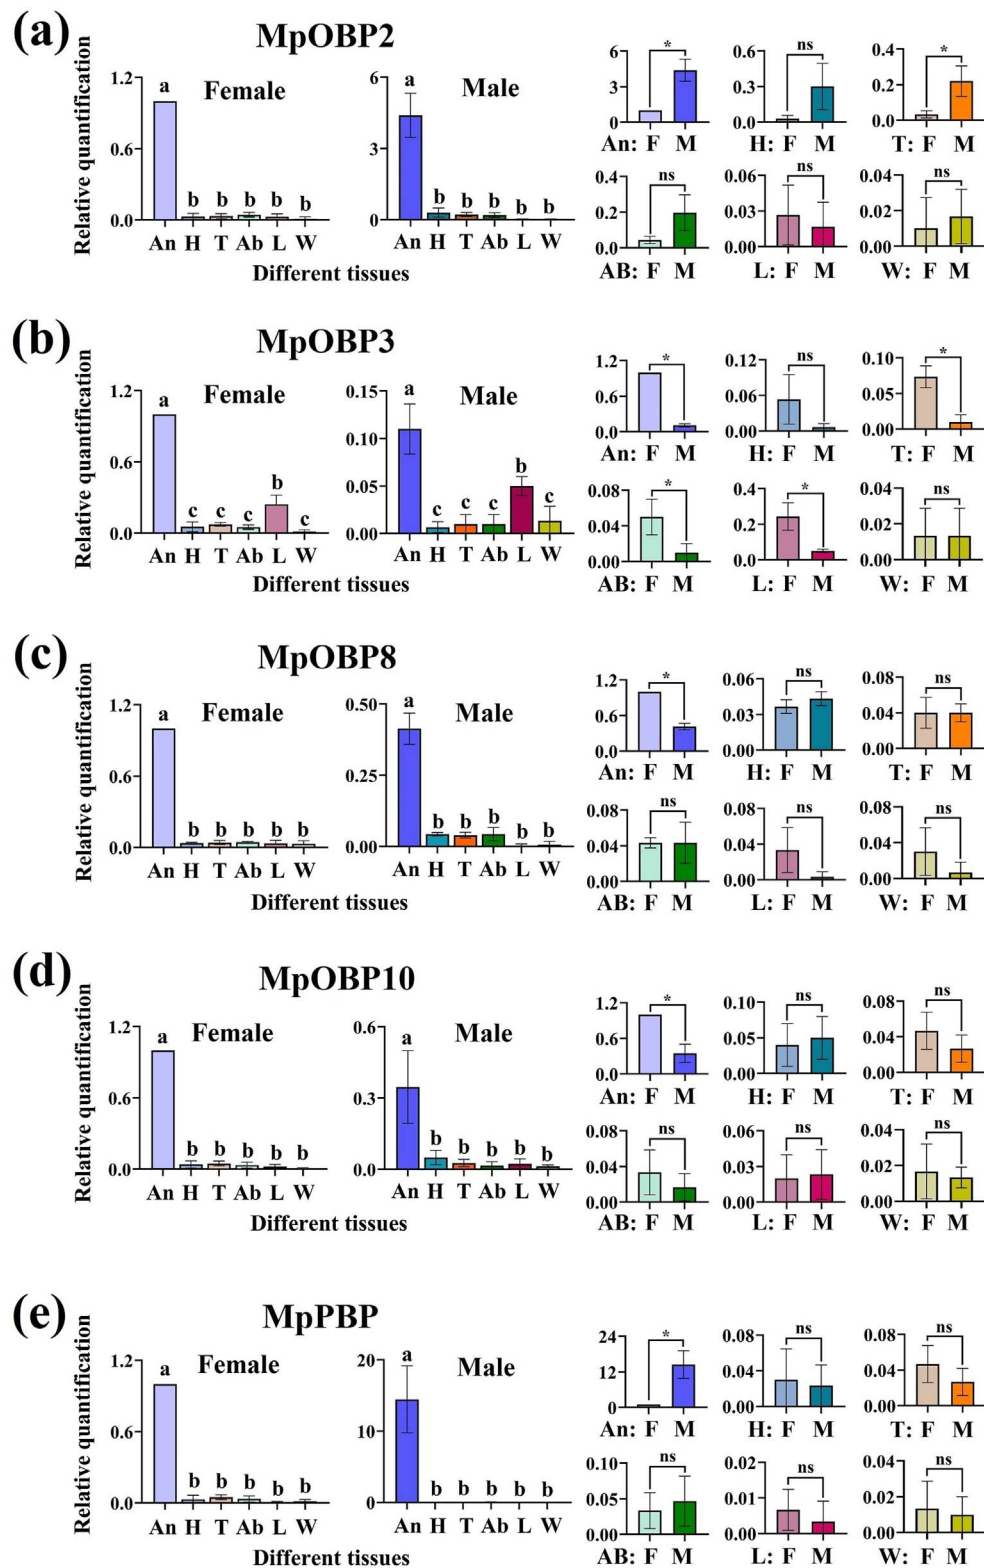 (a)
MpOBP2
Relative quantification
1.2
0.6
0.0
Female
a
b b b b b
An H T Ab L W
6
3
0
Male
a
b b b b b
An H T Ab L W
Different tissues
6
3
0
*
An: F M
0.6
0.3
0.0
ns
H: F M
0.4
0.2
0.0
*
T: F M
0.4
0.2
0.0
ns
AB: F M
0.06
0.03
0.00
ns
L: F M
0.04
0.02
0.00
ns
W: F M
(b)
MpOBP3
Relative quantification
1.2
0.6
0.0
Female
a
c c c b c
An H T Ab L W
0.15
0.10
0.05
0.00
Male
a
c c c b c
An H T Ab L W
Different tissues
1.2
0.6
0.0
*
An: F M
0.12
0.06
0.00
ns
H: F M
0.10
0.05
0.00
*
T: F M
0.08
0.04
0.00
*
AB: F M
0.4
0.2
0.0
*
L: F M
0.04
0.02
0.00
ns
W: F M
(c)
MpOBP8
Relative quantification
1.2
0.6
0.0
Female
a
b b b b b
An H T Ab L W
0.50
0.25
0.00
Male
a
b b b b b
An H T Ab L W
Different tissues
1.2
0.6
0.0
*
An: F M
0.06
0.03
0.00
ns
H: F M
0.08
0.04
0.00
ns
T: F M
0.08
0.04
0.00
ns
AB: F M
0.08
0.04
0.00
ns
L: F M
0.08
0.04
0.00
ns
W: F M
(d)
MpOBP10
Relative quantification
1.2
0.6
0.0
Female
a
b b b b b
An H T Ab L W
0.6
0.3
0.0
Male
a
b b b b b
An H T Ab L W
Different tissues
1.2
0.6
0.0
*
An: F M
0.10
0.05
0.00
ns
H: F M
0.08
0.04
0.00
ns
T: F M
0.08
0.04
0.00
ns
AB: F M
0.06
0.03
0.00
ns
L: F M
0.04
0.02
0.00
ns
W: F M
(e)
MpPBP
Relative quantification
1.2
0.6
0.0
Female
a
b b b b b
An H T Ab L W
20
10
0
Male
a
b b b b b
An H T Ab L W
Different tissues
24
12
0
*
An: F M
0.08
0.04
0.00
ns
H: F M
0.08
0.04
0.00
ns
T: F M
0.10
0.05
0.00
ns
AB: F M
0.02
0.01
0.00
ns
L: F M
0.04
0.02
0.00
ns
W: F M